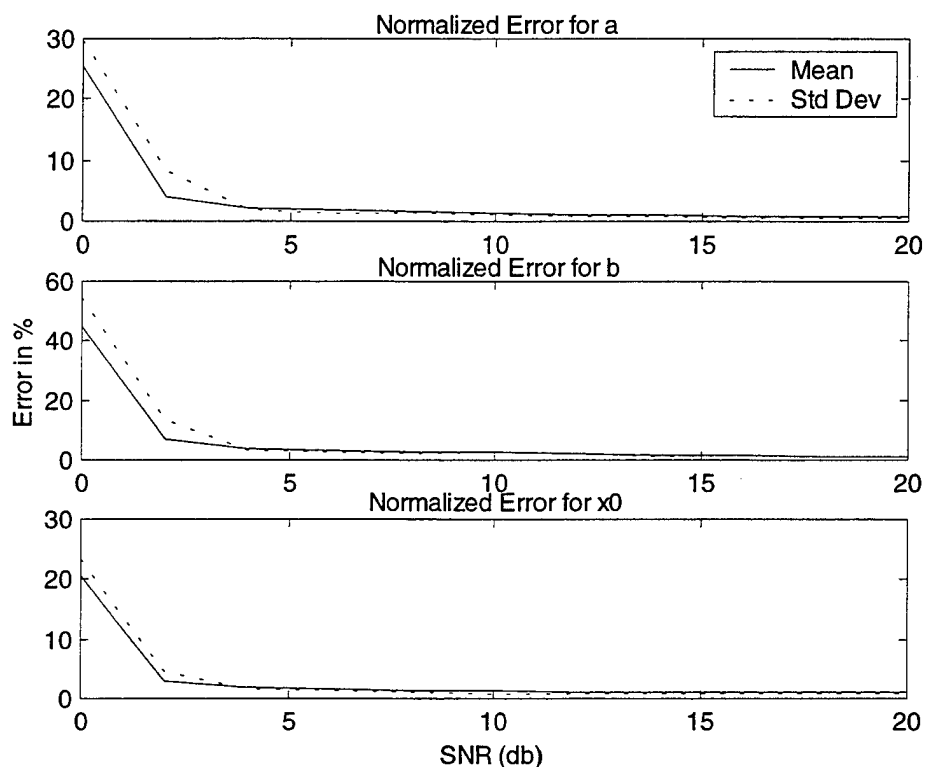 Normalized Error for a
30
20
10
0
Mean
Std Dev
0 5 10 15 20
Normalized Error for b
60
40
20
0
Error in %
0 5 10 15 20
Normalized Error for x0
30
20
10
0
0 5 10 15 20
SNR (db)